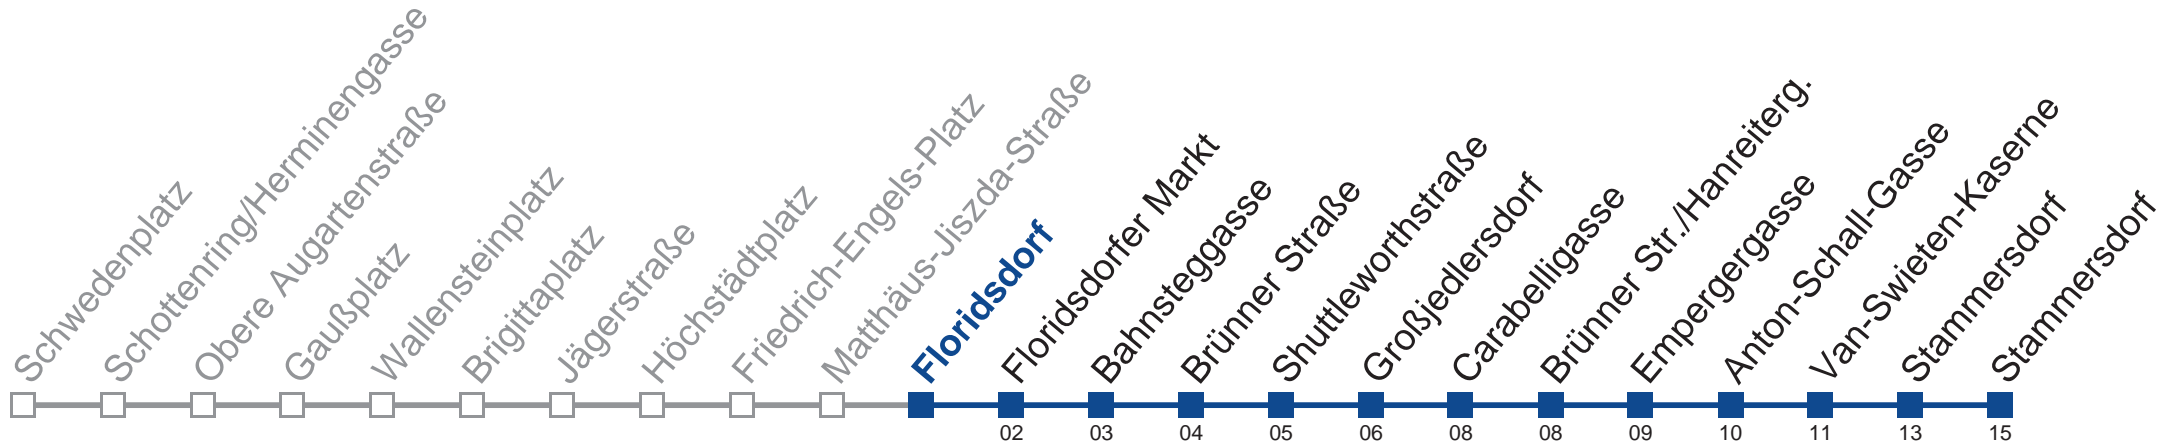 Schwedenplatz
Schottenring/Herminengasse
Obere Augartenstraße
Gaußplatz
Wallensteinplatz
Brigittaplatz
Jägerstraße
Höchstädtplatz
Friedrich-Engels-Platz
Matthäus-Jiszda-Straße
Floridsdorf
Floridsdorfer Markt
Bahnsteggasse
Brünner Straße
Shuttleworthstraße
Großjedlersdorf
Carabelligasse
Brünner Str./Hanreiterg.
Empergergasse
Anton-Schall-Gasse
Van-Swieten-Kaserne
Stammersdorf
Stammersdorf
02 03 04 05 06 08 08 09 10 11 13 15